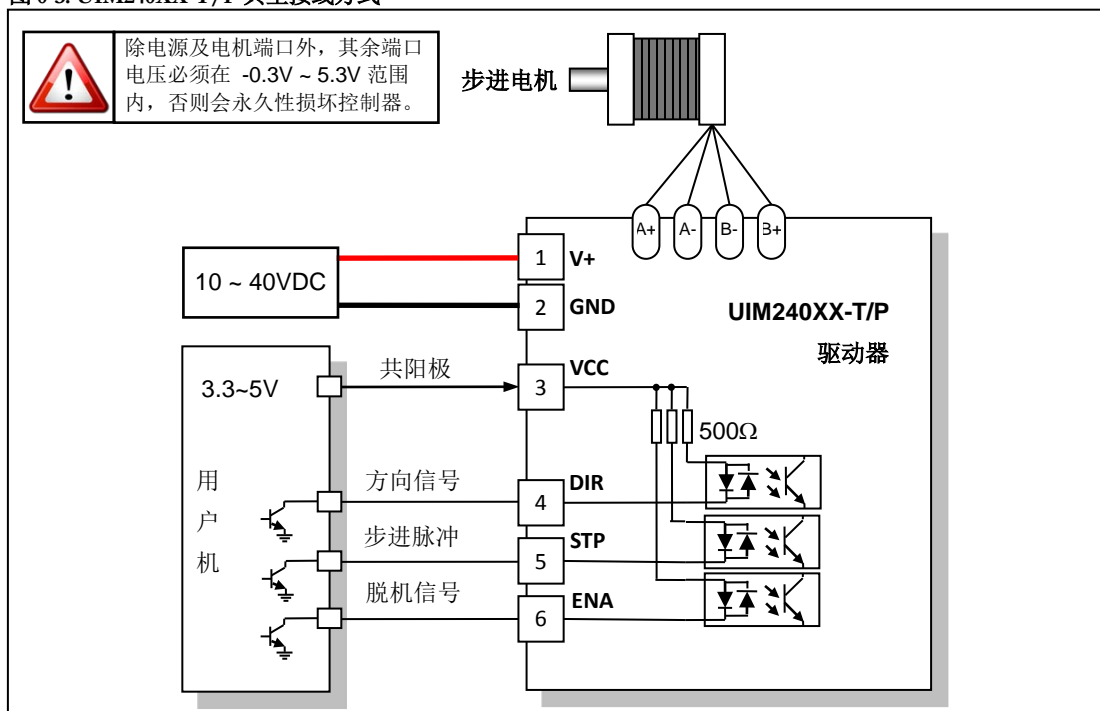 除电源及电机端口外，其余端口
电压必须在 -0.3V ~ 5.3V 范围
内，否则会永久性损坏控制器。
步进电机
A+
A-
B-
B+
10 ~ 40VDC
1
V+
2
GND
UIM240XX-T/P
驱动器
3.3~5V
共阳极
3
VCC
500Ω
用
户
机
方向信号
4
DIR
步进脉冲
5
STP
脱机信号
6
ENA